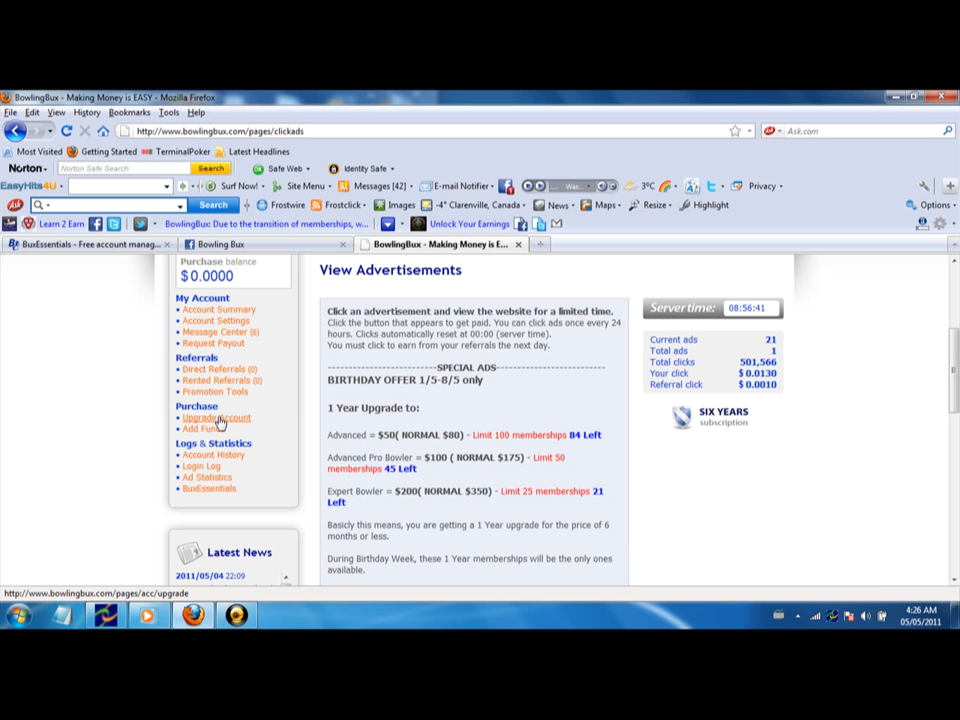 BowlingBux - Making Money is EASY - Mozilla Firefox
File Edit View History Bookmarks Tools Help
http://www.bowlingbux.com/pages/clickads
Ask.com
Most Visited Getting Started TerminalPoker Latest Headlines
Norton Norton Safe Search Search Safe Web Identity Safe
EasyHits4U Surf Now! Site Menu Messages [42] E-mail Notifier Was... 3°C Privacy
Search Frostwire Frostclick Images -4° Clarenville, Canada News Maps Resize Highlight Options
Learn 2 Earn BowlingBux: Due to the transition of memberships, w... Unlock Your Earnings
BuxEssentials - Free account manag... Bowling Bux BowlingBux - Making Money is E...
Purchase balance
$0.0000
My Account
Account Summary
Account Settings
Message Center (6)
Request Payout
Referrals
Direct Referrals (0)
Rented Referrals (0)
Promotion Tools
Purchase
Upgrade Account
Add Fun
Logs & Statistics
Account History
Login Log
Ad Statistics
BuxEssentials
Latest News
2011/05/04 22:09
View Advertisements
Click an advertisement and view the website for a limited time.
Click the button that appears to get paid. You can click ads once every 24
hours. Clicks automatically reset at 00:00 (server time).
You must click to earn from your referrals the next day.
----------------------------SPECIAL ADS----------------------------
BIRTHDAY OFFER 1/5-8/5 only
1 Year Upgrade to:
Advanced = $50( NORMAL $80) - Limit 100 memberships 84 Left
Advanced Pro Bowler = $100 ( NORMAL $175) - Limit 50
memberships 45 Left
Expert Bowler = $200( NORMAL $350) - Limit 25 memberships 21
Left
Basicly this means, you are getting a 1 Year upgrade for the price of 6
months or less.
During Birthday Week, these 1 Year memberships will be the only ones
available.
Server time: 08:56:41
Current ads 21
Total ads 1
Total clicks 501,566
Your click $ 0.0130
Referral click $ 0.0010
SIX YEARS
subscription
http://www.bowlingbux.com/pages/acc/upgrade
4:26 AM
05/05/2011